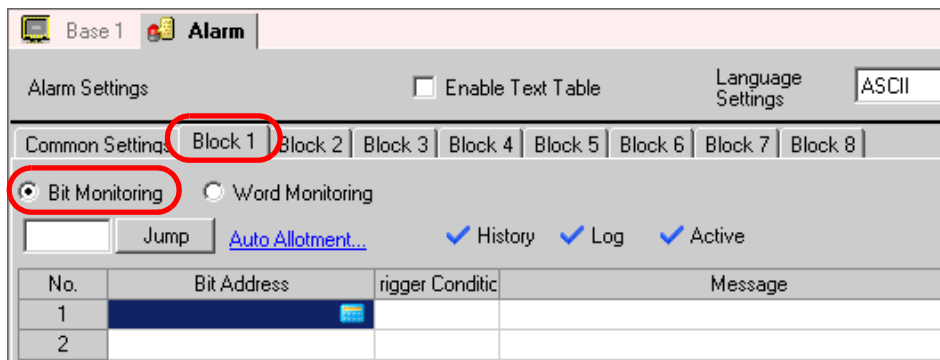 Base 1 Alarm
Alarm Settings Enable Text Table Language Settings ASCII
Common Settings Block 1 Block 2 Block 3 Block 4 Block 5 Block 6 Block 7 Block 8
Bit Monitoring Word Monitoring
Jump Auto Allotment... History Log Active
No. Bit Address rigger Conditic Message
1
2